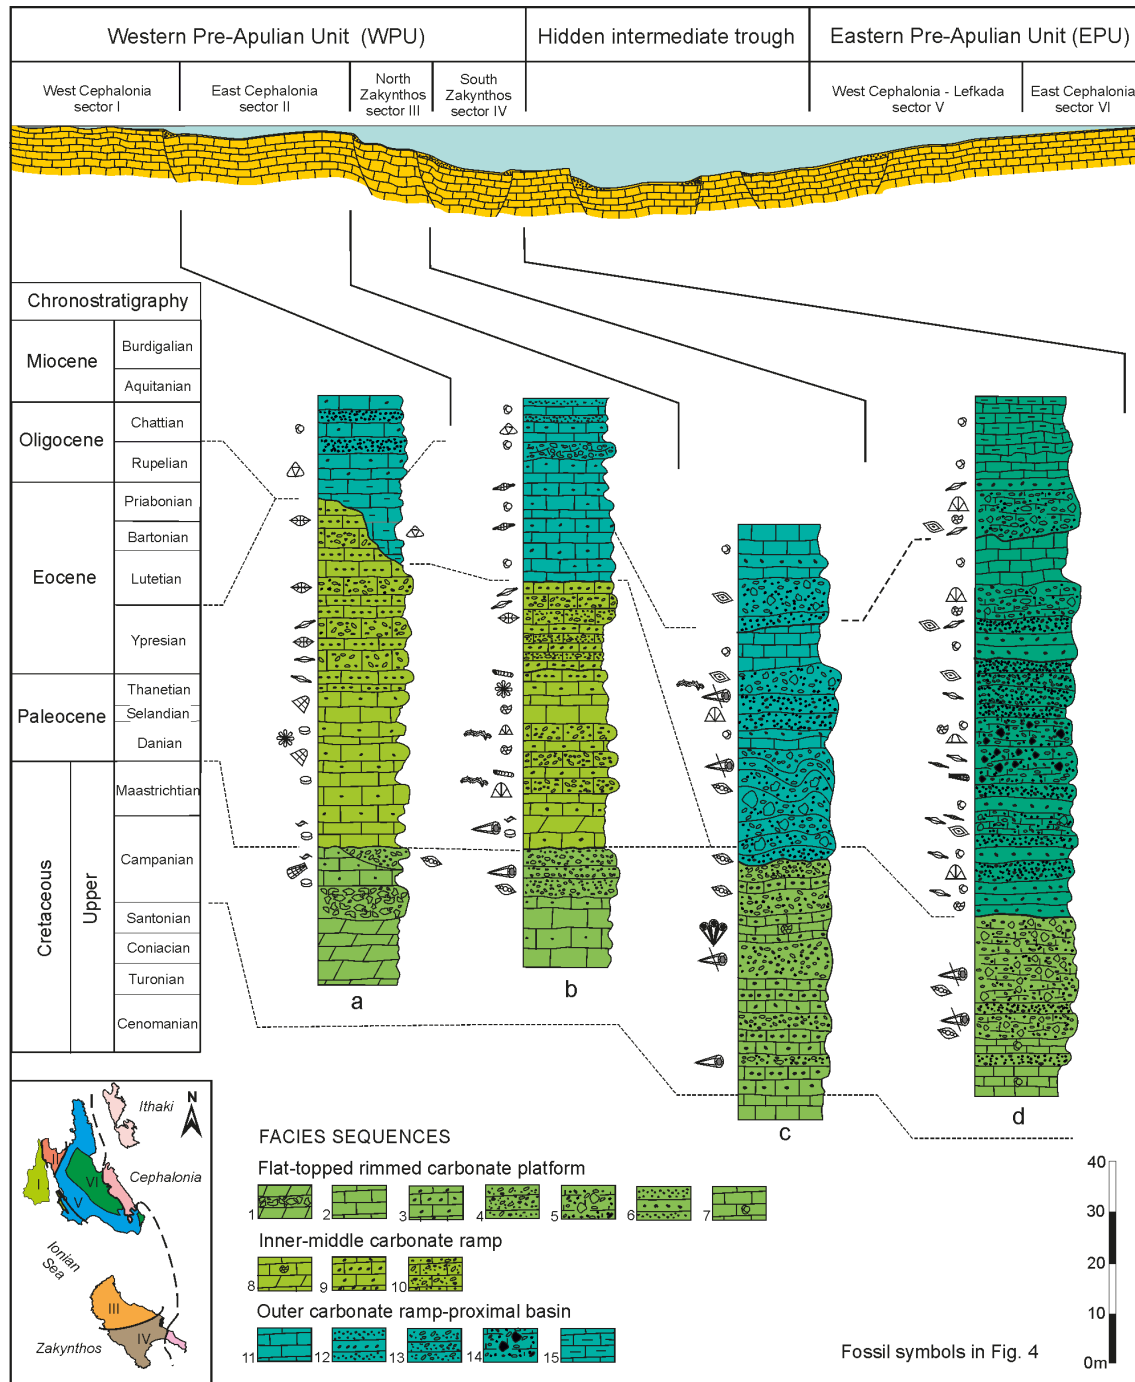 Western Pre-Apulian Unit (WPU)
Hidden intermediate trough
Eastern Pre-Apulian Unit (EPU)
West Cephalonia
sector I
East Cephalonia
sector II
North
Zakynthos
sector III
South
Zakynthos
sector IV
West Cephalonia - Lefkada
sector V
East Cephalonia
sector VI
Chronostratigraphy
Miocene
Burdigalian
Aquitanian
Oligocene
Chattian
Rupelian
Eocene
Priabonian
Bartonian
Lutetian
Ypresian
Paleocene
Thanetian
Selandian
Danian
Cretaceous
Upper
Maastrichtian
Campanian
Santonian
Coniacian
Turonian
Cenomanian
a
b
c
d
N
Ithaki
Cephalonia
I
II
V
VI
Ionian
Sea
III
IV
Zakynthos
FACIES SEQUENCES
Flat-topped rimmed carbonate platform
1 2 3 4 5 6 7
Inner-middle carbonate ramp
8 9 10
Outer carbonate ramp-proximal basin
11 12 13 14 15
Fossil symbols in Fig. 4
40
30
20
10
0m